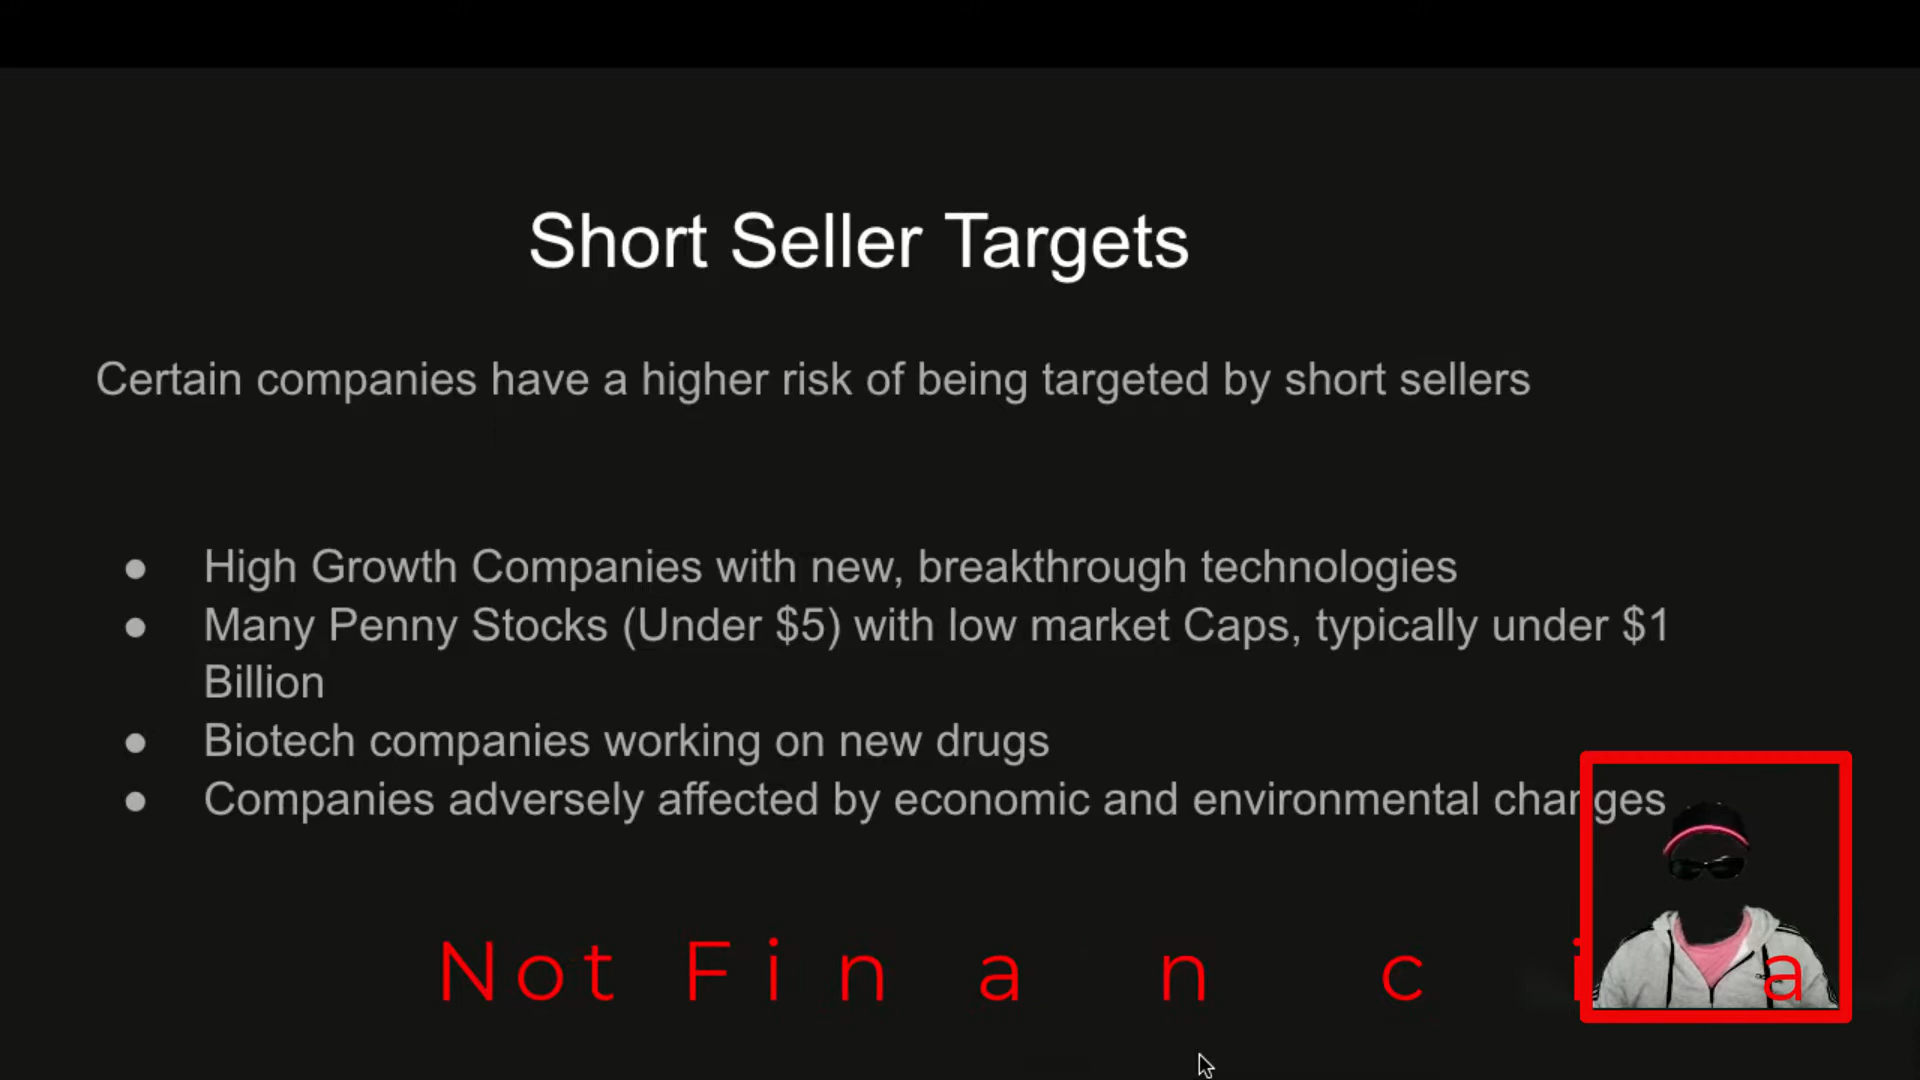 Short Seller Targets
Certain companies have a higher risk of being targeted by short sellers
● High Growth Companies with new, breakthrough technologies
● Many Penny Stocks (Under $5) with low market Caps, typically under $1
Billion
● Biotech companies working on new drugs
● Companies adversely affected by economic and environmental changes
Not Financia